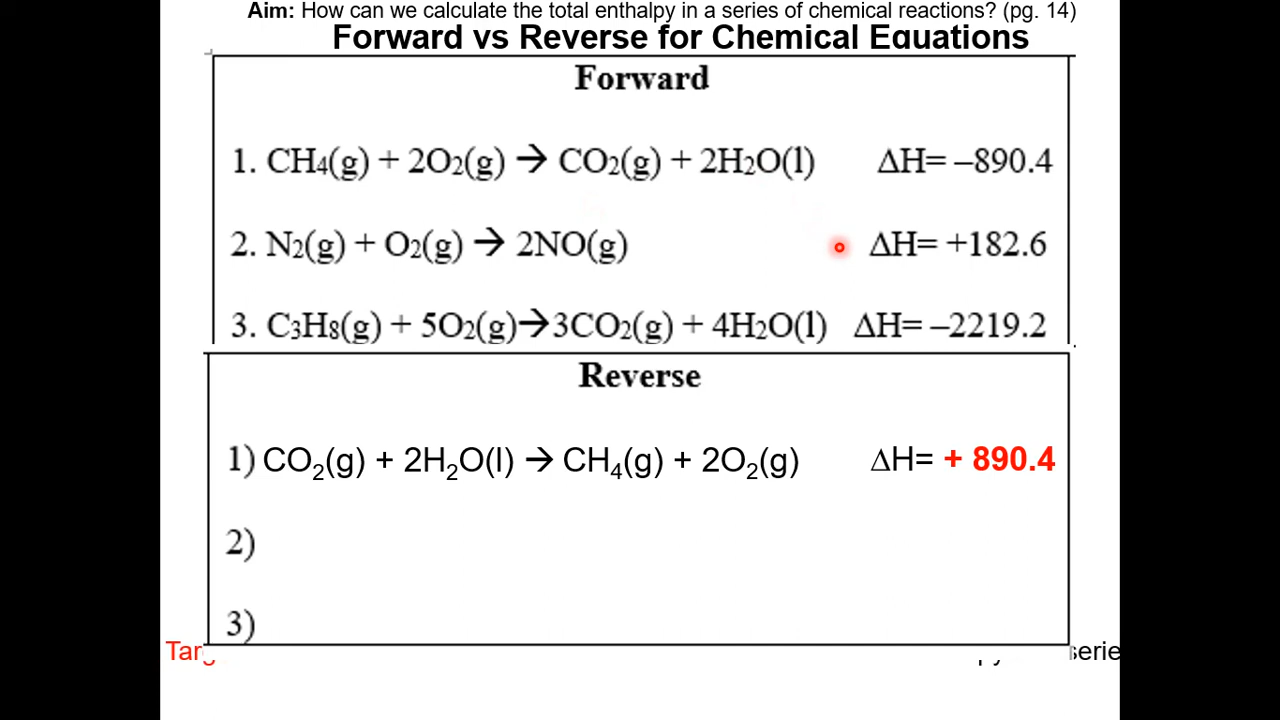 Aim: How can we calculate the total enthalpy in a series of chemical reactions? (pg. 14)
Forward vs Reverse for Chemical Equations
Forward
1. CH4(g) + 2O2(g) → CO2(g) + 2H2O(l) ΔH= –890.4
2. N2(g) + O2(g) → 2NO(g) ΔH= +182.6
3. C3H8(g) + 5O2(g)→3CO2(g) + 4H2O(l) ΔH= –2219.2
Reverse
1) CO₂(g) + 2H₂O(l) → CH₄(g) + 2O₂(g) ΔH= + 890.4
2)
3)